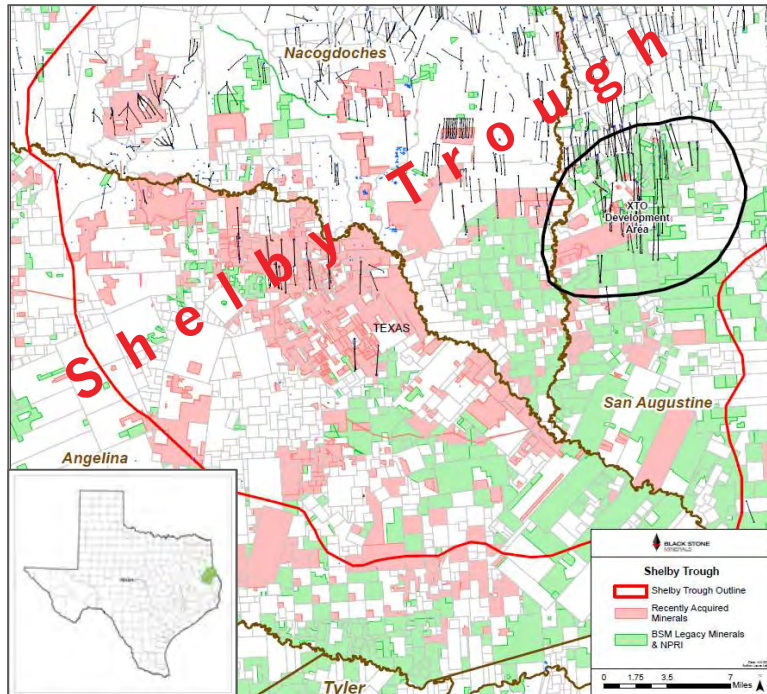 Nacogdoches
Shelby Trough
XTO
Development
Area
TEXAS
San Augustine
Angelina
Tyler
BLACK STONE
MINERALS
Shelby Trough
Shelby Trough Outline
Recently Acquired
Minerals
BSM Legacy Minerals
& NPRI
0 1.75 3.5 7
Miles